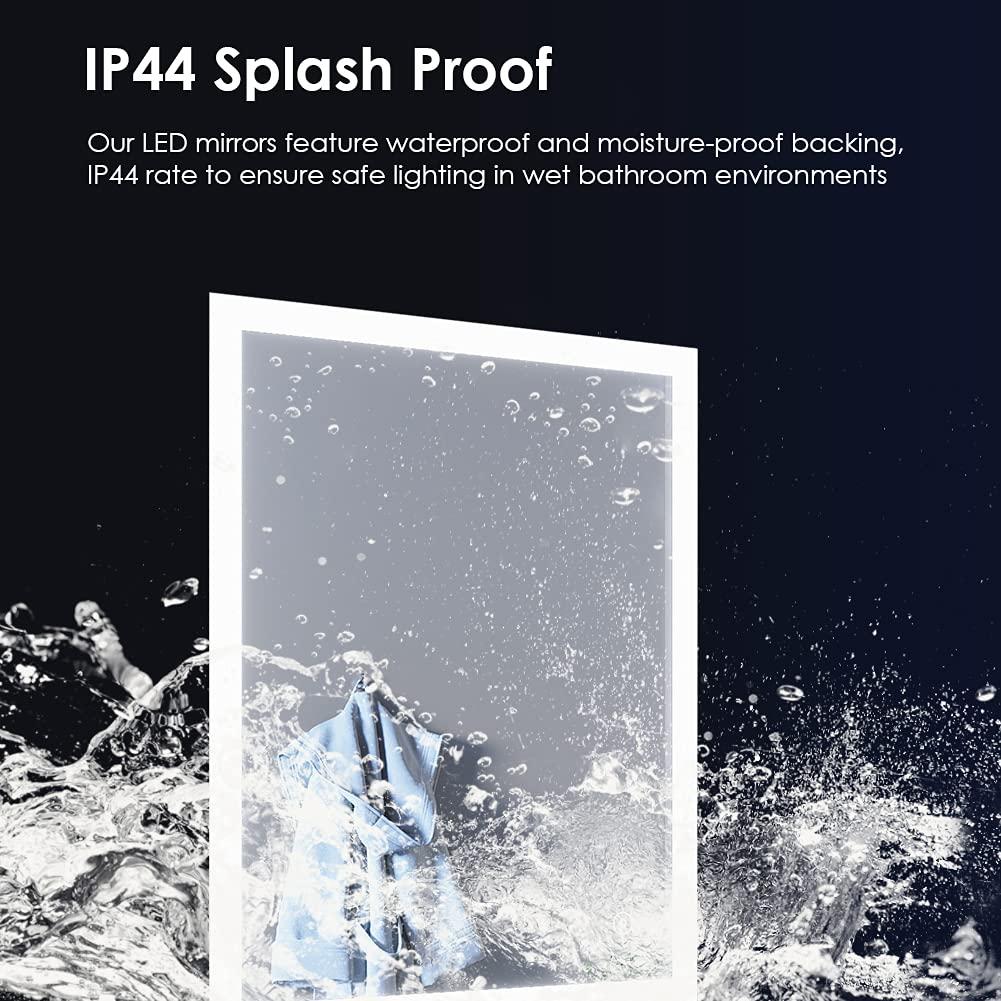 IP44 Splash Proof
Our LED mirrors feature waterproof and moisture-proof backing,
IP44 rate to ensure safe lighting in wet bathroom environments